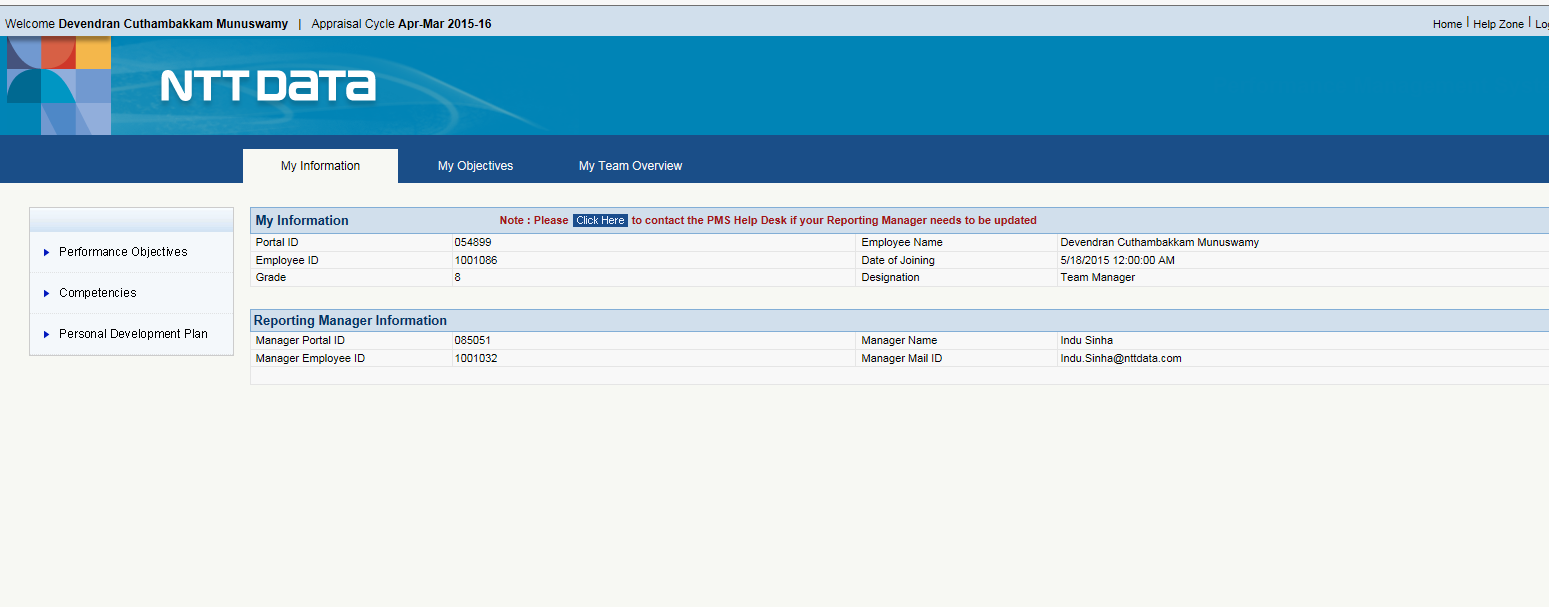 Welcome Devendran Cuthambakkam Munuswamy | Appraisal Cycle Apr-Mar 2015-16 Home | Help Zone |
NTT DATA
My Information My Objectives My Team Overview
Performance Objectives
Competencies
Personal Development Plan
My Information Note : Please Click Here to contact the PMS Help Desk if your Reporting Manager needs to be updated
Portal ID 054899 Employee Name Devendran Cuthambakkam Munuswamy
Employee ID 1001086 Date of Joining 5/18/2015 12:00:00 AM
Grade 8 Designation Team Manager
Reporting Manager Information
Manager Portal ID 085051 Manager Name Indu Sinha
Manager Employee ID 1001032 Manager Mail ID Indu.Sinha@nttdata.com